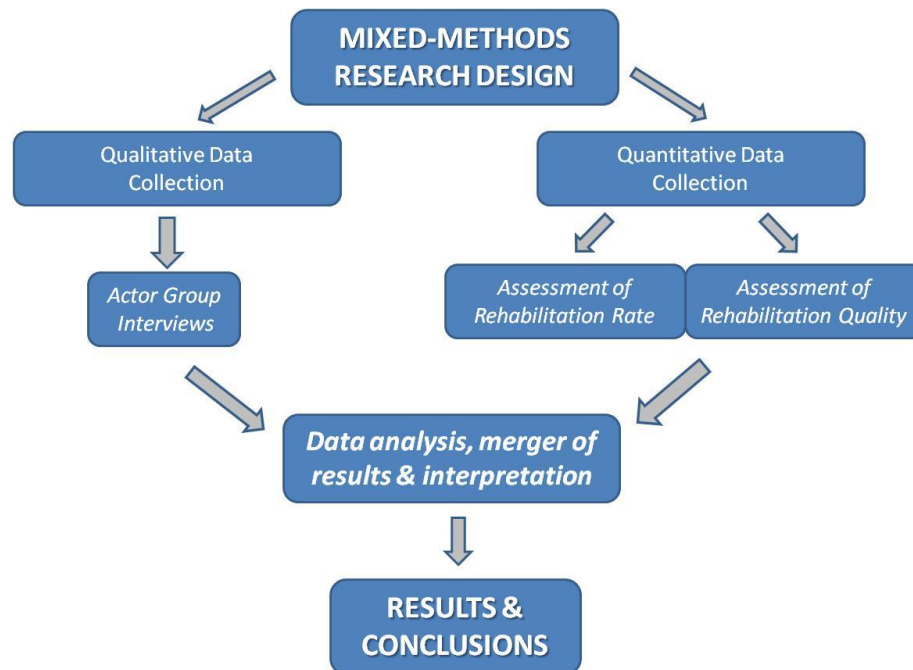 MIXED-METHODS
RESEARCH DESIGN
Qualitative Data
Collection
Quantitative Data
Collection
Actor Group
Interviews
Assessment of
Rehabilitation Rate
Assessment of
Rehabilitation Quality
Data analysis, merger of
results & interpretation
RESULTS &
CONCLUSIONS